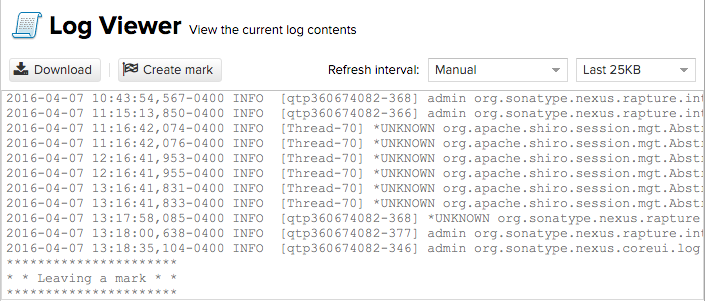 Log Viewer View the current log contents
Download Create mark Refresh interval: Manual Last 25KB
2016-04-07 10:43:54,567-0400 INFO [qtp360674082-368] admin org.sonatype.nexus.rapture.int
2016-04-07 11:15:13,850-0400 INFO [qtp360674082-366] admin org.sonatype.nexus.rapture.int
2016-04-07 11:16:42,074-0400 INFO [Thread-70] *UNKNOWN org.apache.shiro.session.mgt.Abst
2016-04-07 11:16:42,076-0400 INFO [Thread-70] *UNKNOWN org.apache.shiro.session.mgt.Abst
2016-04-07 12:16:41,953-0400 INFO [Thread-70] *UNKNOWN org.apache.shiro.session.mgt.Abst
2016-04-07 12:16:41,955-0400 INFO [Thread-70] *UNKNOWN org.apache.shiro.session.mgt.Abst
2016-04-07 13:16:41,831-0400 INFO [Thread-70] *UNKNOWN org.apache.shiro.session.mgt.Abst
2016-04-07 13:16:41,833-0400 INFO [Thread-70] *UNKNOWN org.apache.shiro.session.mgt.Abst
2016-04-07 13:17:58,085-0400 INFO [qtp360674082-368] *UNKNOWN org.sonatype.nexus.rapture
2016-04-07 13:18:00,638-0400 INFO [qtp360674082-377] admin org.sonatype.nexus.rapture.int
2016-04-07 13:18:35,104-0400 INFO [qtp360674082-346] admin org.sonatype.nexus.coreui.log
**********************
* * Leaving a mark * *
**********************